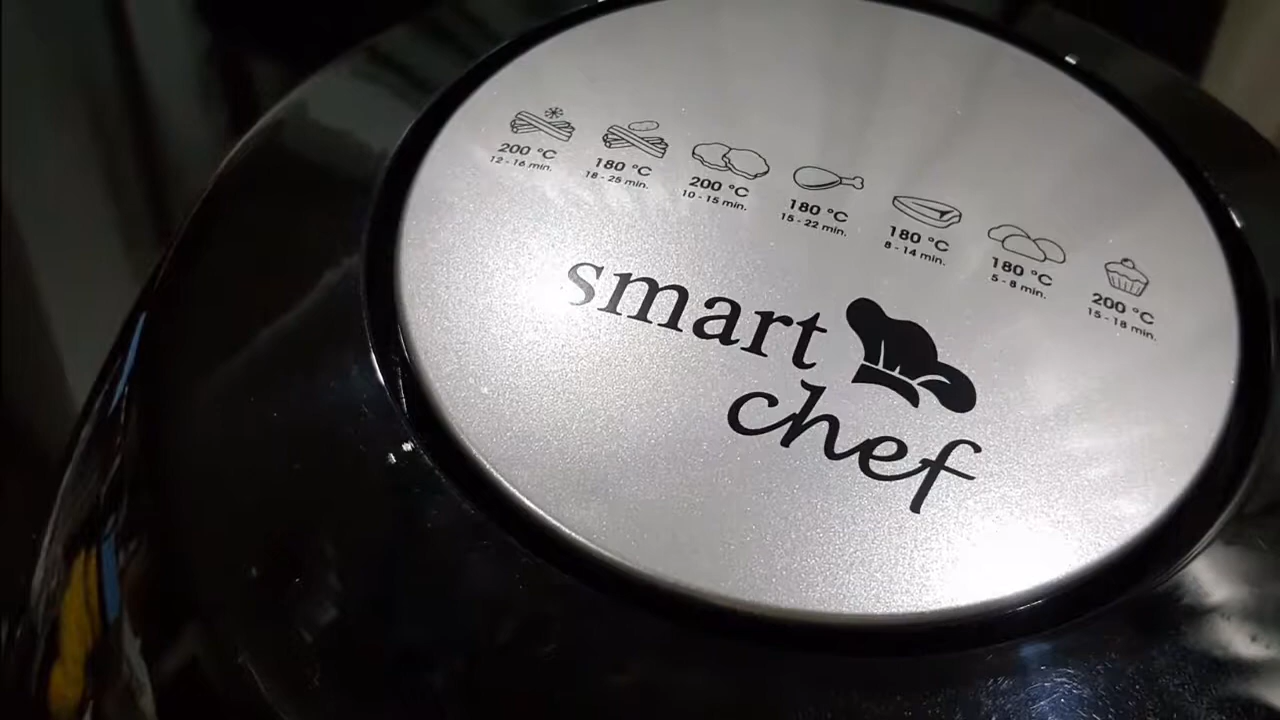 200 °C
12 - 16 min.
180 °C
18 - 25 min.
200 °C
10 - 15 min.
180 °C
15 - 22 min.
180 °C
8 - 14 min.
180 °C
5 - 8 min.
200 °C
15 - 18 min.
smart
chef